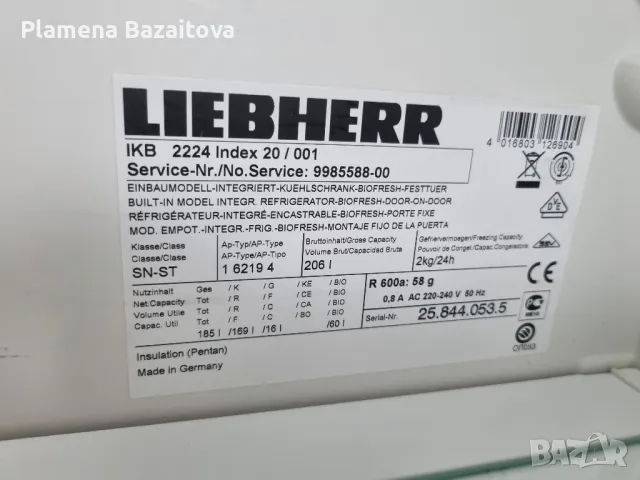 Plamena Bazaitova
LIEBHERR
IKB 2224 Index 20 / 001
Service-Nr./No.Service: 9985588-00
4 016803 126904
EINBAUMODELL-INTEGRIERT-KUEHLSCHRANK-BIOFRESH-FESTTUER
BUILT-IN MODEL INTEGR. REFRIGERATOR-BIOFRESH-DOOR-ON-DOOR
RÉFRIGÉRATEUR-INTEGRÉ-ENCASTRABLE-BIOFRESH-PORTE FIXE
MOD. EMPOT.-INTEGR.-FRIG.-BIOFRESH-MONTAJE FIJO DE LA PUERTA
Klasse/Class Ap-Typ/AP-Type Bruttoinhalt/Gross Capacity Gefriervermoegen/Freezing Capacity
Classe/Clase Ap-Type/AP-Tipo Volume Brut/Capacidad Bruta Pouvoir de Congel./Cap.Congeladora
SN-ST 1 6219 4 206 l 2kg/24h
Nutzinhalt Ges / K / G / KE / BIO
Net.Capacity Tot / R / F / CE / BIO
Volume Utile Tot / R / C / CA / BIO
Capac. Util Tot / F / C / BO / BIO
185 l /169 l /16 l /60 l
R 600a: 58 g
0,8 A AC 220-240 V 50 Hz
Serial-Nr. 25.844.053.5
Insulation (Pentan)
Made in Germany
VDE
CE
bazar